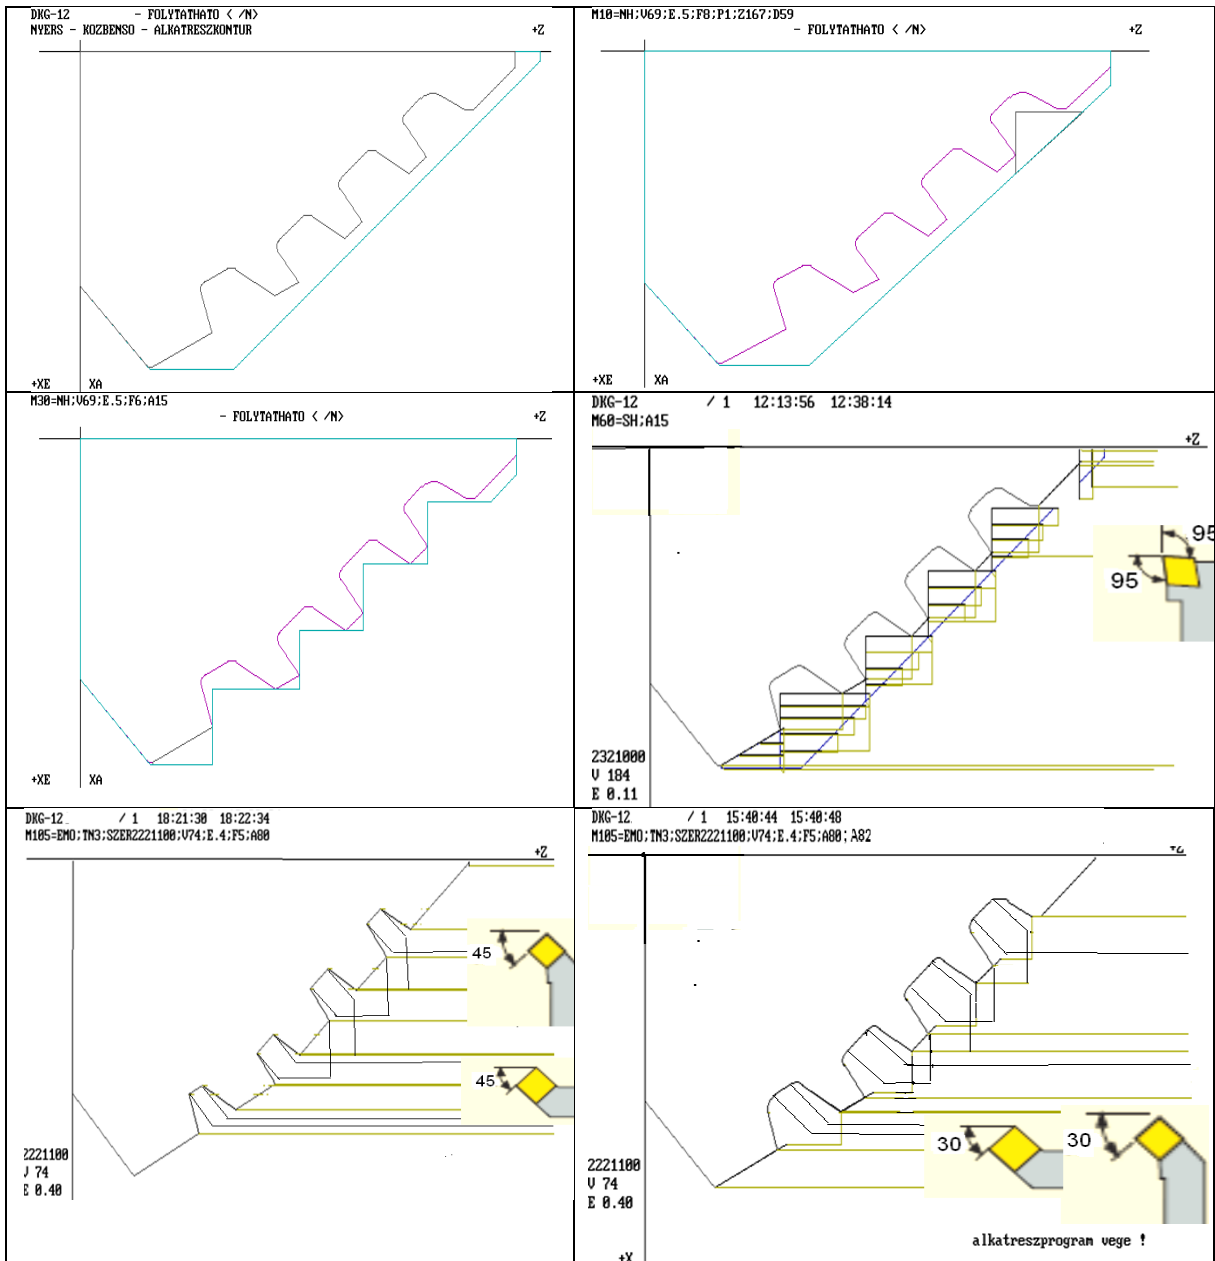 DKG-12 - FOLYTATHATO < /N>
NYERS - KOZBENSO - ALKATRESZKONTUR
+Z
+XE XA
M10=NH;V69;E.5;F8;P1;Z167;D59
- FOLYTATHATO < /N>
+Z
+XE XA
M30=NH;V69;E.5;F6;A15
- FOLYTATHATO < /N>
+Z
+XE XA
DKG-12 / 1 12:13:56 12:38:14
M60=SH;A15
+Z
95
95
2321000
V 184
E 0.11
DKG-12 / 1 18:21:30 18:22:34
M105=EMO;TN3;SZER2221100;V74;E.4;F5;A80
+Z
45
45
2221100
V 74
E 0.40
DKG-12 / 1 15:40:44 15:40:48
M105=EMO;TN3;SZER2221100;V74;E.4;F5;A80;A82
+Z
30
30
2221100
V 74
E 0.40
alkatreszprogram vege !
+X